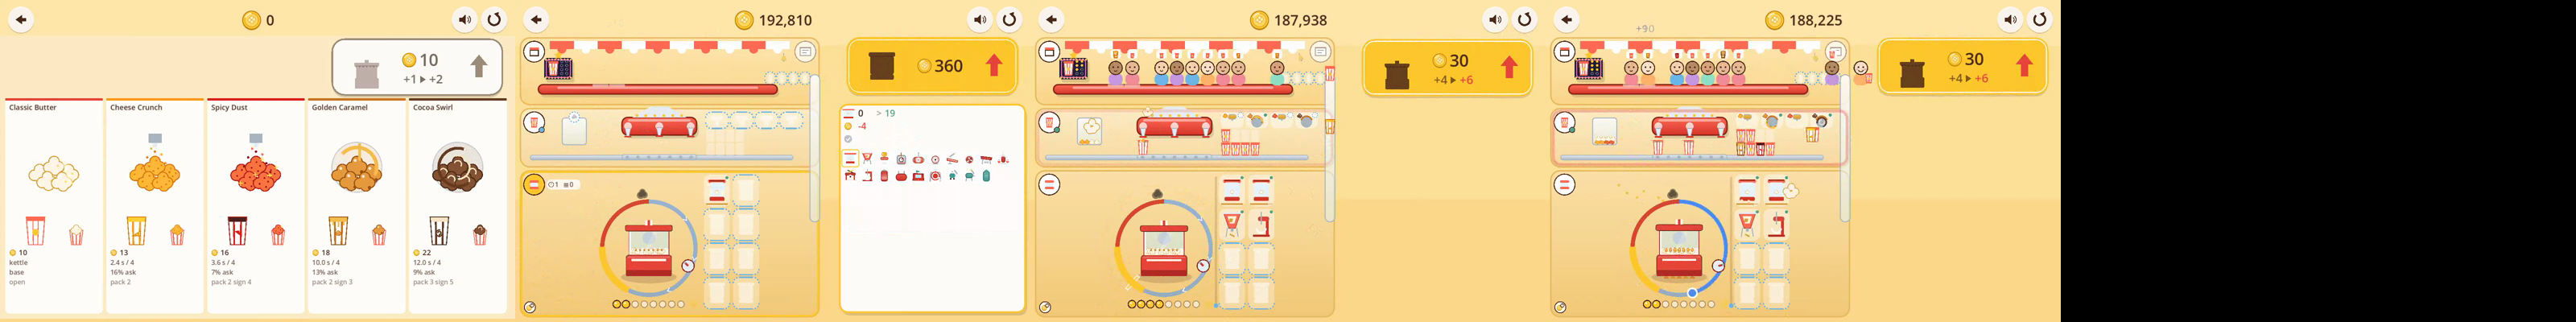 0
10
+1 ▸ +2
Classic Butter
10
kettle
base
open
Cheese Crunch
13
2.4 s / 4
16% ask
pack 2
Spicy Dust
16
3.6 s / 4
7% ask
pack 2 sign 4
Golden Caramel
18
10.0 s / 4
13% ask
pack 2 sign 3
Cocoa Swirl
22
12.0 s / 4
9% ask
pack 3 sign 5
192,810
360
0 > 19
-4
1 0
187,938
30
+4 ▸ +6
+90
188,225
30
+4 ▸ +6